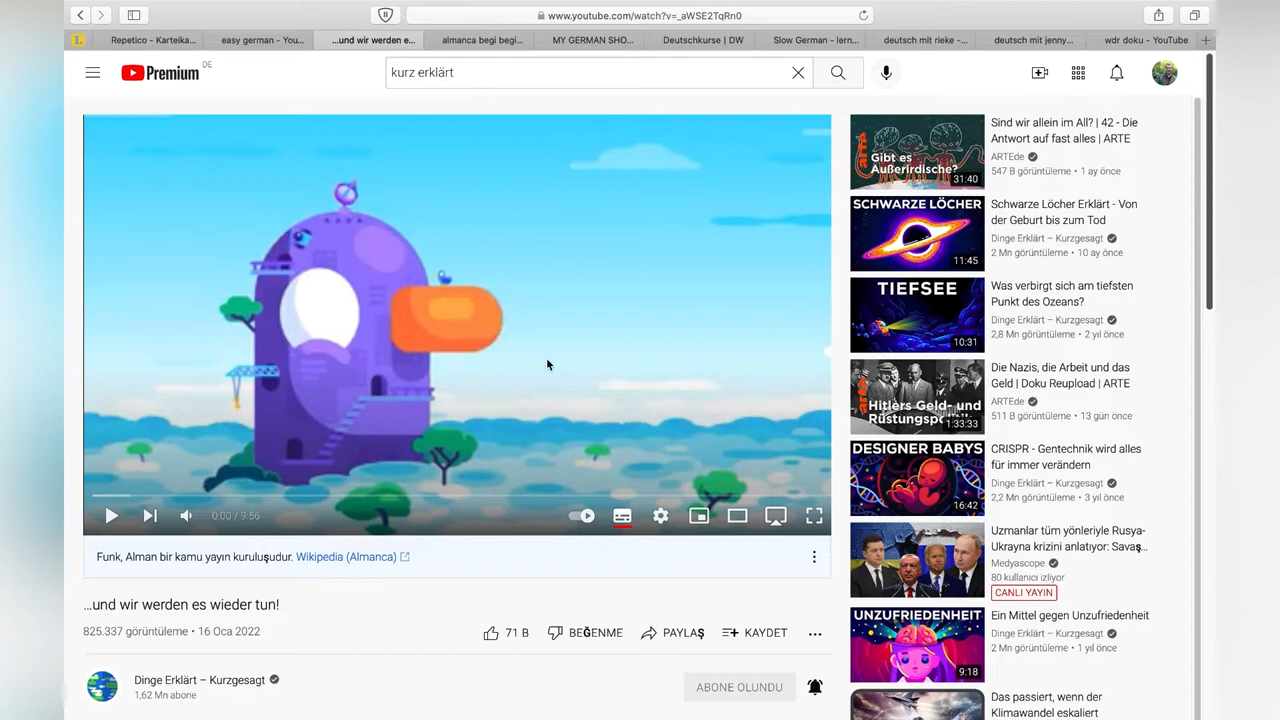 www.youtube.com/watch?v=_aWSE2TqRn0
L
Repetico - Karteika...
easy german - You...
...und wir werden e...
almanca begi begi...
MY GERMAN SHO...
Deutschkurse | DW
Slow German - lern...
deutsch mit rieke -...
deutsch mit jenny...
wdr doku - YouTube
Premium DE
kurz erklärt
0:00 / 9:56
Funk, Alman bir kamu yayın kuruluşudur. Wikipedia (Almanca)
...und wir werden es wieder tun!
825.337 görüntüleme • 16 Oca 2022
71 B
BEĞENME
PAYLAŞ
KAYDET
Dinge Erklärt – Kurzgesagt
1,62 Mn abone
ABONE OLUNDU
arte
Gibt es
Außerirdische?
31:40
Sind wir allein im All? | 42 - Die
Antwort auf fast alles | ARTE
ARTEde
547 B görüntüleme • 1 ay önce
SCHWARZE LÖCHER
11:45
Schwarze Löcher Erklärt - Von
der Geburt bis zum Tod
Dinge Erklärt – Kurzgesagt
2 Mn görüntüleme • 10 ay önce
TIEFSEE
10:31
Was verbirgt sich am tiefsten
Punkt des Ozeans?
Dinge Erklärt – Kurzgesagt
2,8 Mn görüntüleme • 2 yıl önce
arte
Hitlers Geld- und
1:33:33
Die Nazis, die Arbeit und das
Geld | Doku Reupload | ARTE
ARTEde
511 B görüntüleme • 13 gün önce
DESIGNER BABYS
16:42
CRISPR - Gentechnik wird alles
für immer verändern
Dinge Erklärt – Kurzgesagt
2,2 Mn görüntüleme • 3 yıl önce
Uzmanlar tüm yönleriyle Rusya-
Ukrayna krizini anlatıyor: Savaş...
Medyascope
80 kullanıcı izliyor
CANLI YAYIN
UNZUFRIEDENHEIT
9:18
Ein Mittel gegen Unzufriedenheit
Dinge Erklärt – Kurzgesagt
2 Mn görüntüleme • 1 yıl önce
Das passiert, wenn der
Klimawandel eskaliert